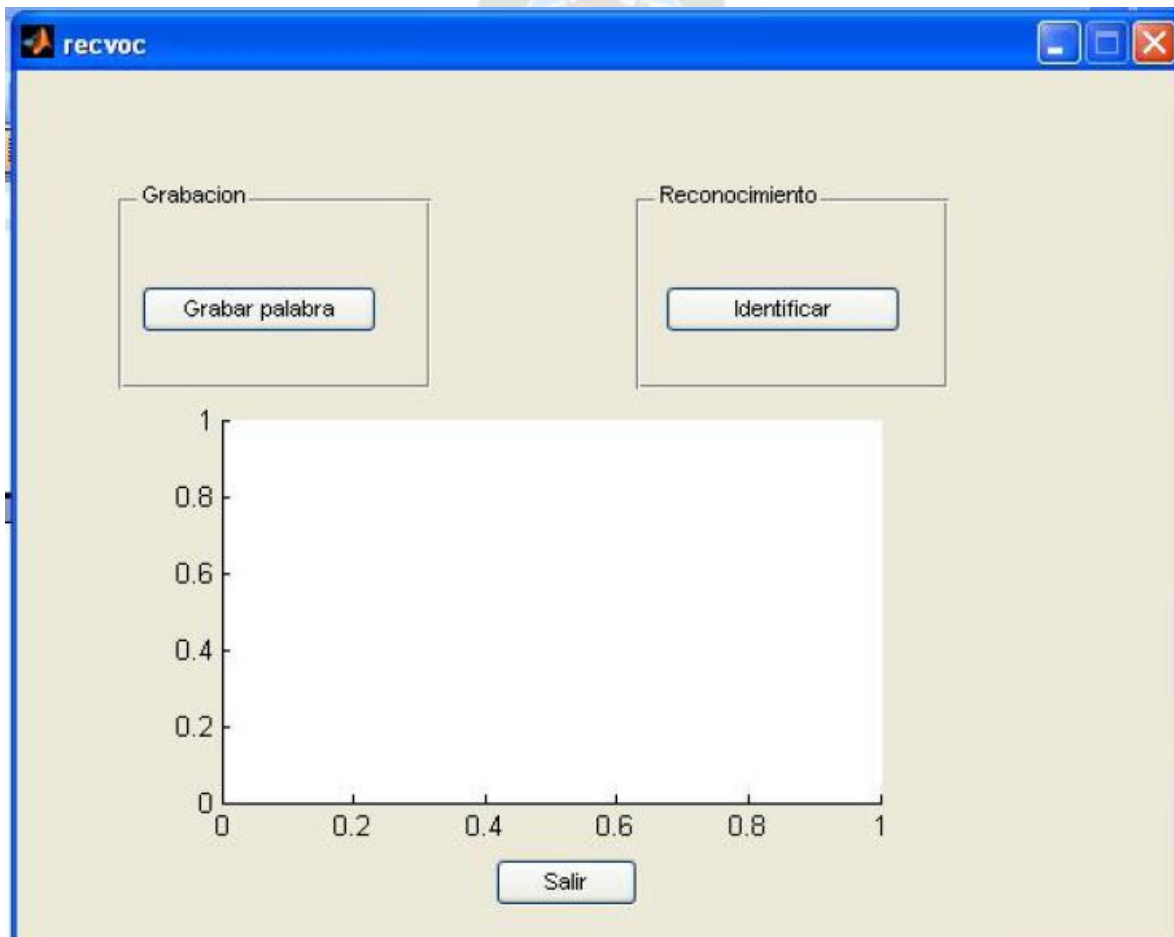 recvoc
Grabacion
Reconocimiento
Grabar palabra
Identificar
1
0.8
0.6
0.4
0.2
0
0 0.2 0.4 0.6 0.8 1
Salir